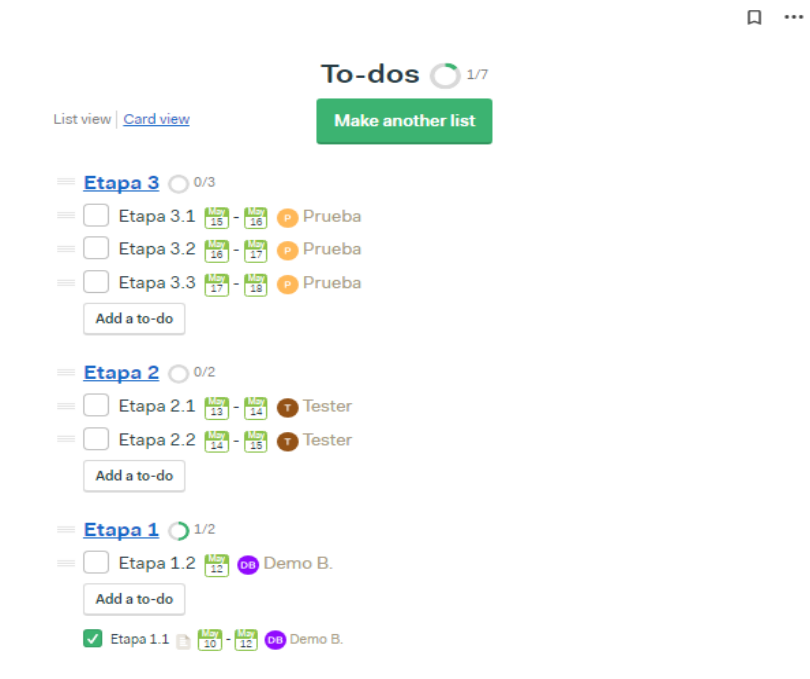 To-dos 1/7
List view Card view
Make another list
Etapa 3 0/3
Etapa 3.1 May 15 - May 16 P Prueba
Etapa 3.2 May 16 - May 17 P Prueba
Etapa 3.3 May 17 - May 18 P Prueba
Add a to-do
Etapa 2 0/2
Etapa 2.1 May 13 - May 14 T Tester
Etapa 2.2 May 14 - May 15 T Tester
Add a to-do
Etapa 1 1/2
Etapa 1.2 May 12 DB Demo B.
Add a to-do
Etapa 1.1 May 10 - May 12 DB Demo B.